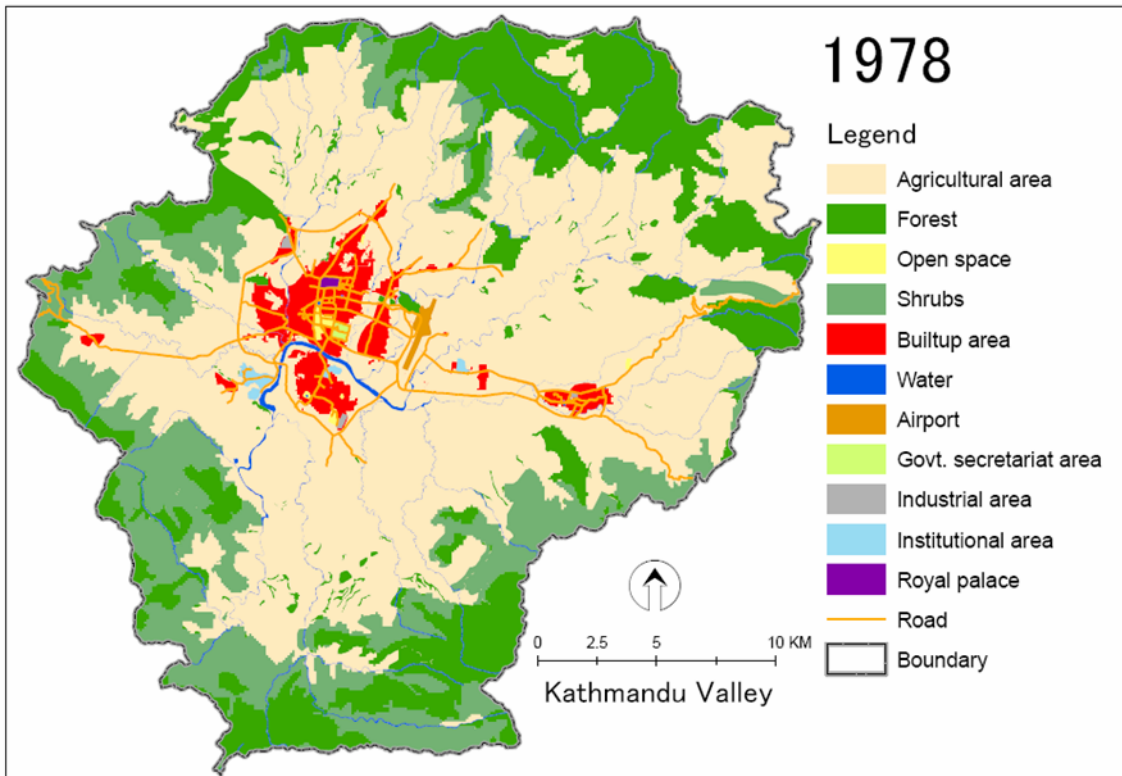 1978
Legend
Agricultural area
Forest
Open space
Shrubs
Builtup area
Water
Airport
Govt. secretariat area
Industrial area
Institutional area
Royal palace
Road
Boundary
0 2.5 5 10 KM
Kathmandu Valley